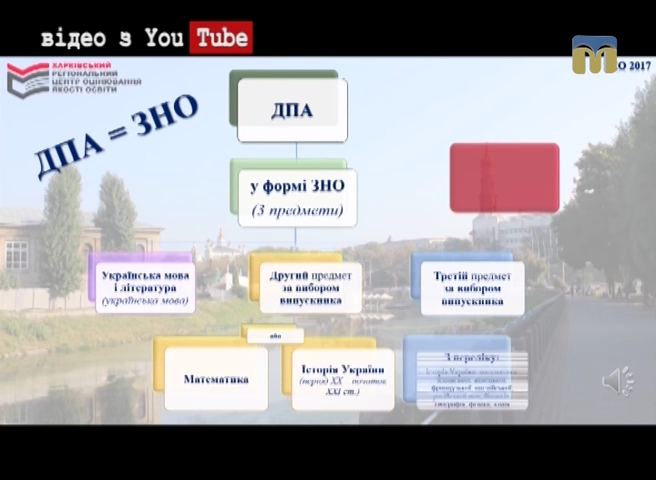 відео з You Tube
ХАРКІВСЬКИЙ
РЕГІОНАЛЬНИЙ
ЦЕНТР ОЦІНЮВАННЯ
ЯКОСТІ ОСВІТИ
О 2017
ДПА = ЗНО
ДПА
у формі ЗНО
(3 предмети)
Українська мова
і література
(українська мова)
Другий предмет
за вибором
випускника
Третій предмет
за вибором
випускника
або
Математика
Історія України
(період ХХ – початок
ХХІ ст.)
З переліку: